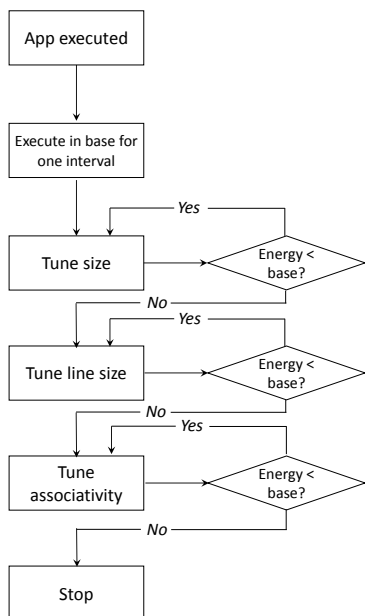 App executed
Execute in base for
one interval
Yes
Tune size
Energy <
base?
No
Yes
Tune line size
Energy <
base?
No
Yes
Tune
associativity
Energy <
base?
No
Stop